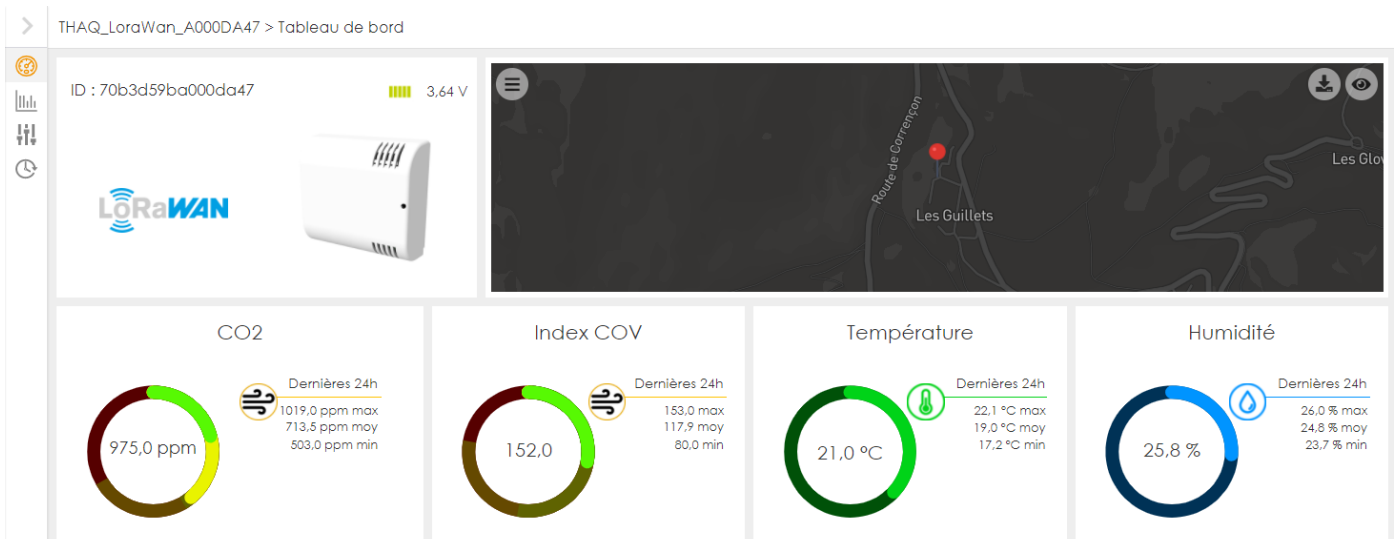 THAQ_LoraWan_A000DA47 > Tableau de bord
ID : 70b3d59ba000da47
3,64 V
LoRaWAN
Route de Corrençon
Les Guillets
CO2
Dernières 24h
1019,0 ppm max
713,5 ppm moy
503,0 ppm min
975,0 ppm
Index COV
Dernières 24h
153,0 max
117,9 moy
80,0 min
152,0
Température
Dernières 24h
22,1 °C max
19,0 °C moy
17,2 °C min
21,0 °C
Humidité
Dernières 24h
26,0 % max
24,8 % moy
23,7 % min
25,8 %